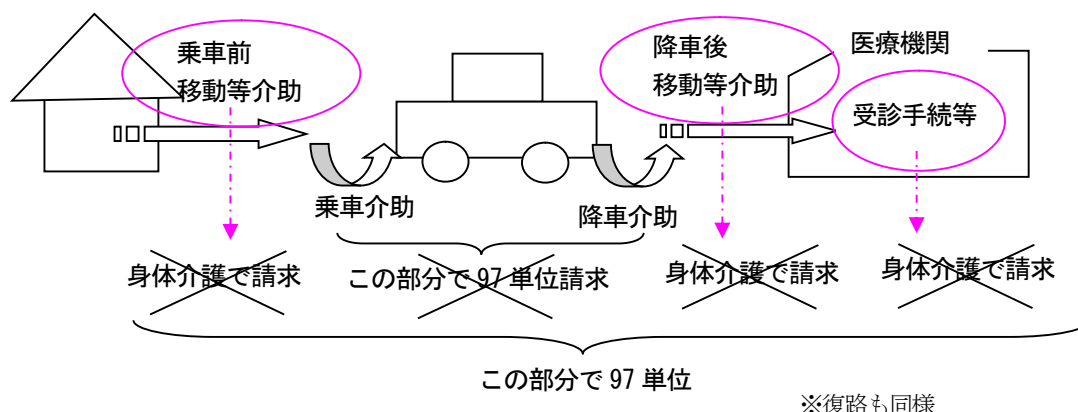 乗車前
移動等介助
降車後
移動等介助
医療機関
受診手続等
乗車介助
降車介助
身体介護で請求
この部分で97単位請求
身体介護で請求
身体介護で請求
この部分で97単位
※復路も同様